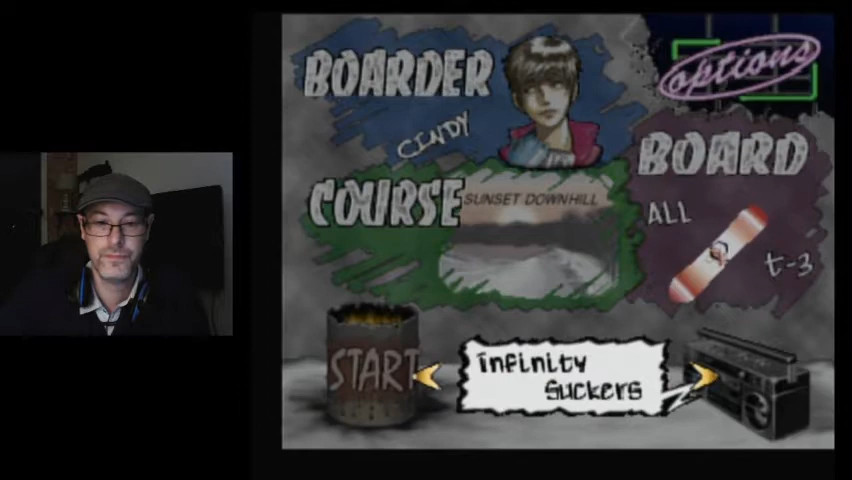 BOARDER
options
CINDY
BOARD
COURSE
SUNSET DOWNHILL
ALL
t-3
START
infinity
suckers